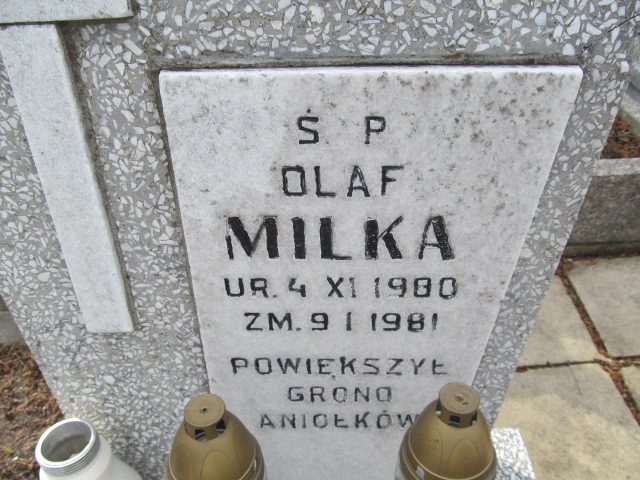 Ś P
OLAF
MILKA
UR. 4 XI 1980
ZM. 9 I 1981
POWIĘKSZYŁ
GRONO
ANIOŁKÓW